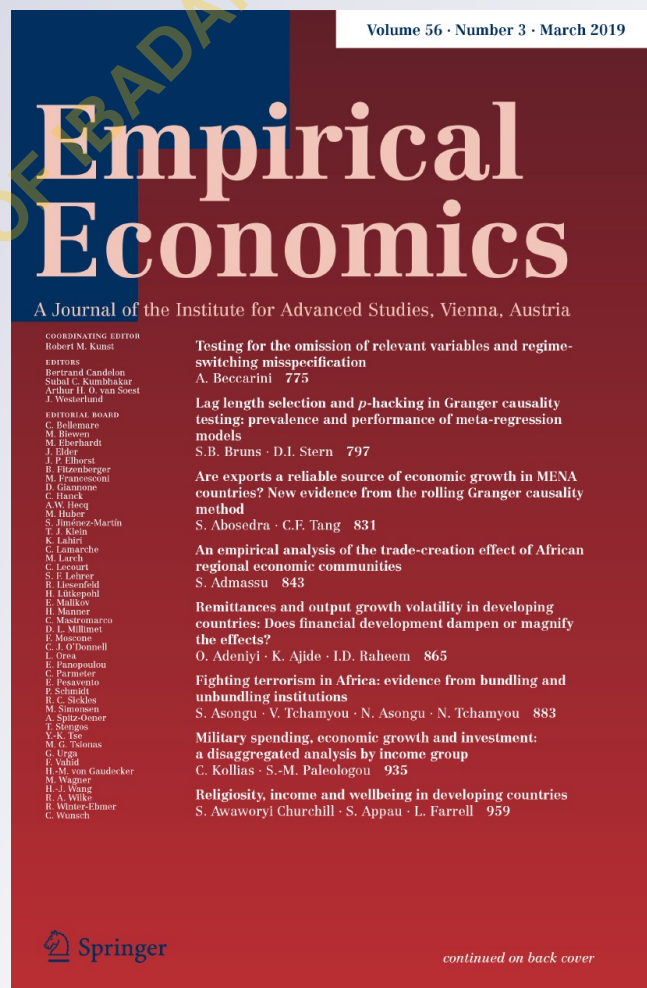 OF IBADAN
Volume 56 · Number 3 · March 2019
Empirical
Economics
A Journal of the Institute for Advanced Studies, Vienna, Austria
COORDINATING EDITOR
Robert M. Kunst
EDITORS
Bertrand Candelon
Subal C. Kumbhakar
Arthur H. O. van Soest
J. Westerlund
EDITORIAL BOARD
C. Bellemare
M. Biewen
M. Eberhardt
J. Elder
J. P. Elhorst
B. Fitzenberger
M. Francesconi
D. Giannone
C. Hanck
A.W. Hecq
M. Huber
S. Jiménez-Martín
T. J. Klein
K. Lahiri
C. Lamarche
M. Larch
C. Lecourt
S. F. Lehrer
R. Liesenfeld
H. Lütkepohl
E. Malikov
H. Manner
C. Mastromarco
D. L. Millimet
F. Moscone
C. J. O'Donnell
L. Orea
E. Panopoulou
C. Parmeter
E. Pesavento
P. Schmidt
R. C. Sickles
M. Simonsen
A. Spitz-Oener
T. Stengos
Y.-K. Tse
M. G. Tsionas
G. Urga
F. Vahid
H.-M. von Gaudecker
M. Wagner
H.-J. Wang
R. A. Wilke
R. Winter-Ebmer
C. Wunsch
Testing for the omission of relevant variables and regime-
switching misspecification
A. Beccarini 775
Lag length selection and p-hacking in Granger causality
testing: prevalence and performance of meta-regression
models
S.B. Bruns · D.I. Stern 797
Are exports a reliable source of economic growth in MENA
countries? New evidence from the rolling Granger causality
method
S. Abosedra · C.F. Tang 831
An empirical analysis of the trade-creation effect of African
regional economic communities
S. Admassu 843
Remittances and output growth volatility in developing
countries: Does financial development dampen or magnify
the effects?
O. Adeniyi · K. Ajide · I.D. Raheem 865
Fighting terrorism in Africa: evidence from bundling and
unbundling institutions
S. Asongu · V. Tchamyou · N. Asongu · N. Tchamyou 883
Military spending, economic growth and investment:
a disaggregated analysis by income group
C. Kollias · S.-M. Paleologou 935
Religiosity, income and wellbeing in developing countries
S. Awaworyi Churchill · S. Appau · L. Farrell 959
Springer
continued on back cover